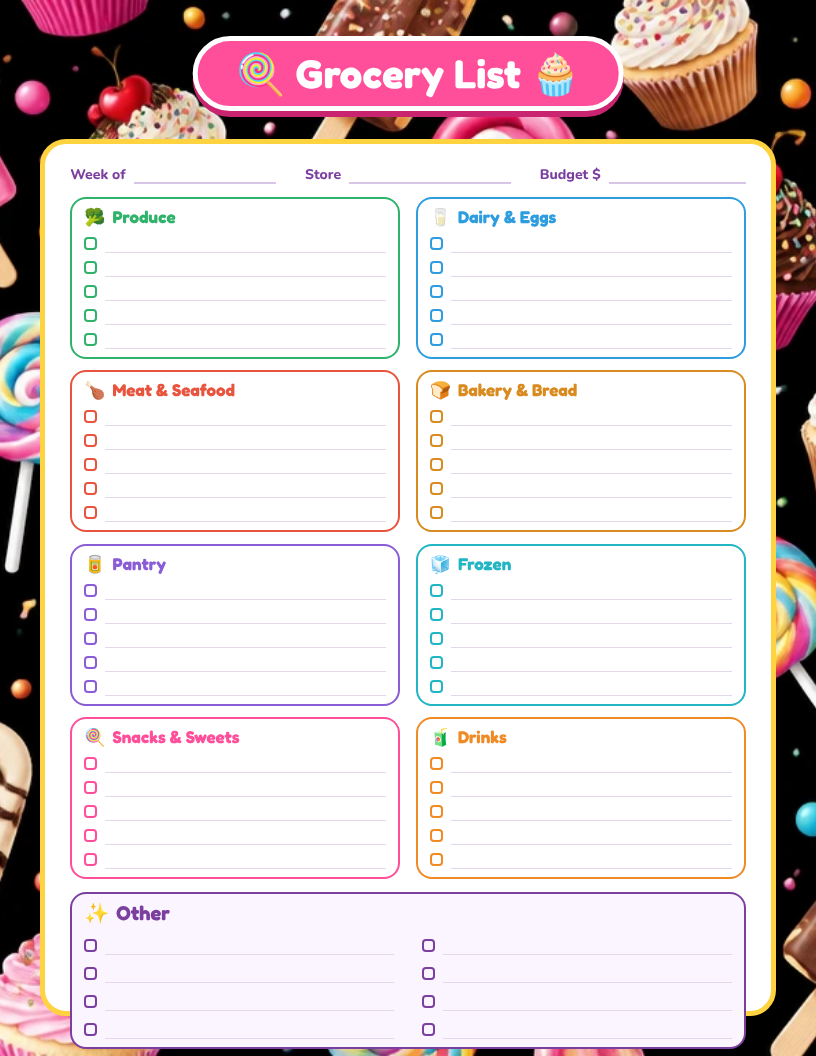 Grocery List
Week of Store Budget $
Produce
Dairy & Eggs
Meat & Seafood
Bakery & Bread
Pantry
Frozen
Snacks & Sweets
Drinks
Other